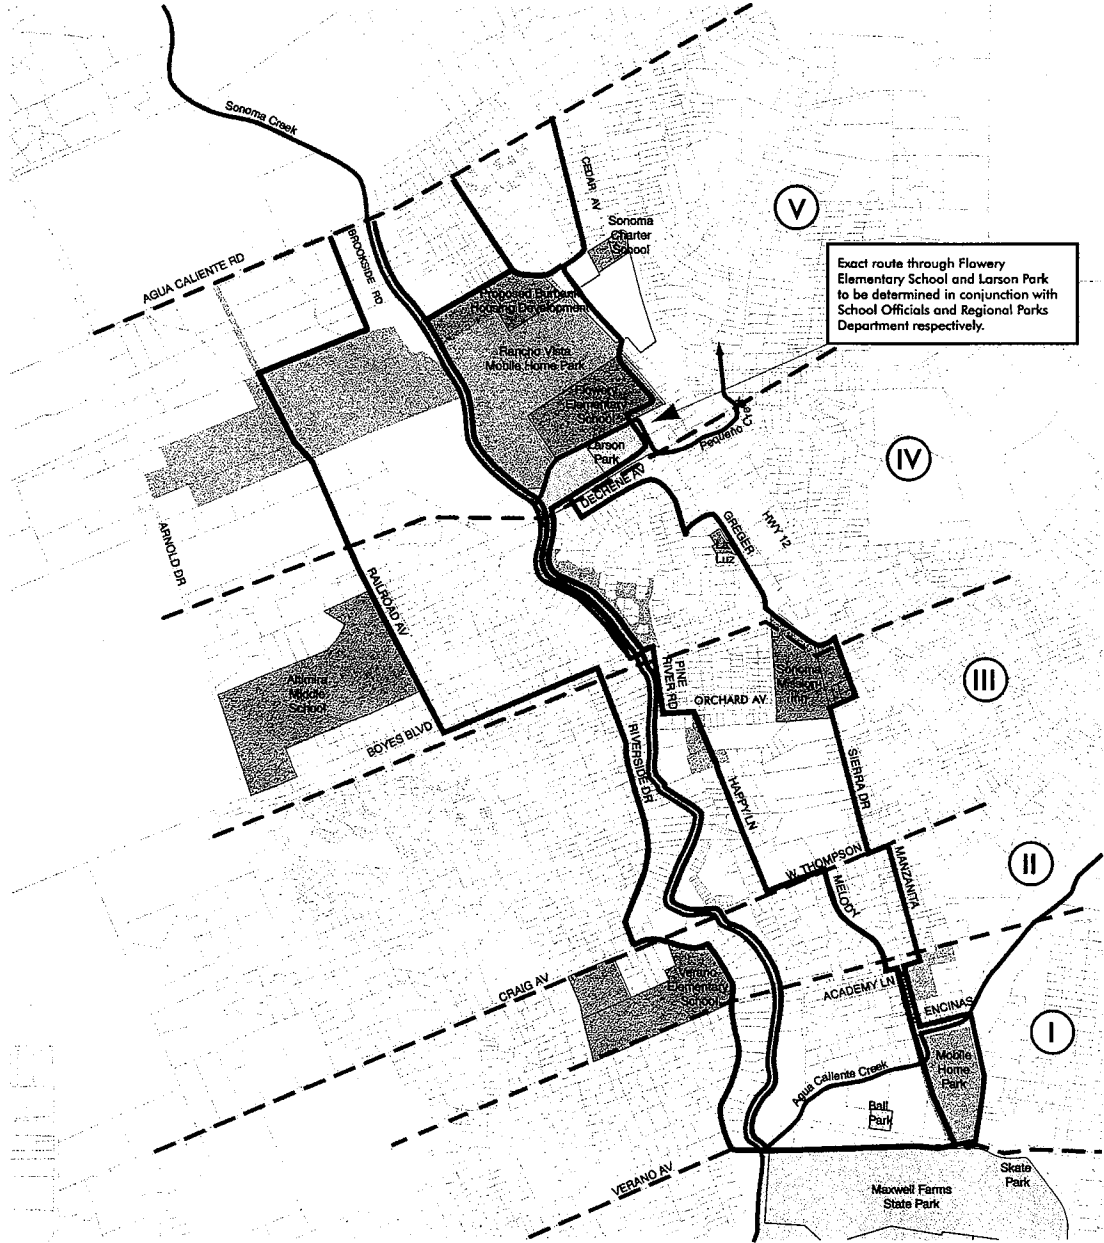 Sonoma Creek
CEDAR AV
V
Sonoma
Charter
School
BROOKSIDE RD
AGUA CALIENTE RD
Exact route through Flowery
Elementary School and Larson Park
to be determined in conjunction with
School Officials and Regional Parks
Department respectively.
Proposed Burbank
Housing Development
Rancho Vista
Mobile Home Park
Flowery
Elementary
School
Larson
Park
Pequeno Creek
IV
DECHENE AV
GREGER
HWY 12
La
Luz
ARNOLD DR
RAILROAD AV
Altimira
Middle
School
PINE
RIVER RD
ORCHARD AV
Sonoma
Mission
Inn
III
BOYES BLVD
RIVERSIDE DR
HAPPY LN
SIERRA DR
W. THOMPSON
MELODY
MANZANITA
II
CRAIG AV
Verano
Elementary
School
ACADEMY LN
ENCINAS
I
Mobile
Home
Park
Agua Caliente Creek
Ball
Park
VERANO AV
Skate
Park
Maxwell Farms
State Park